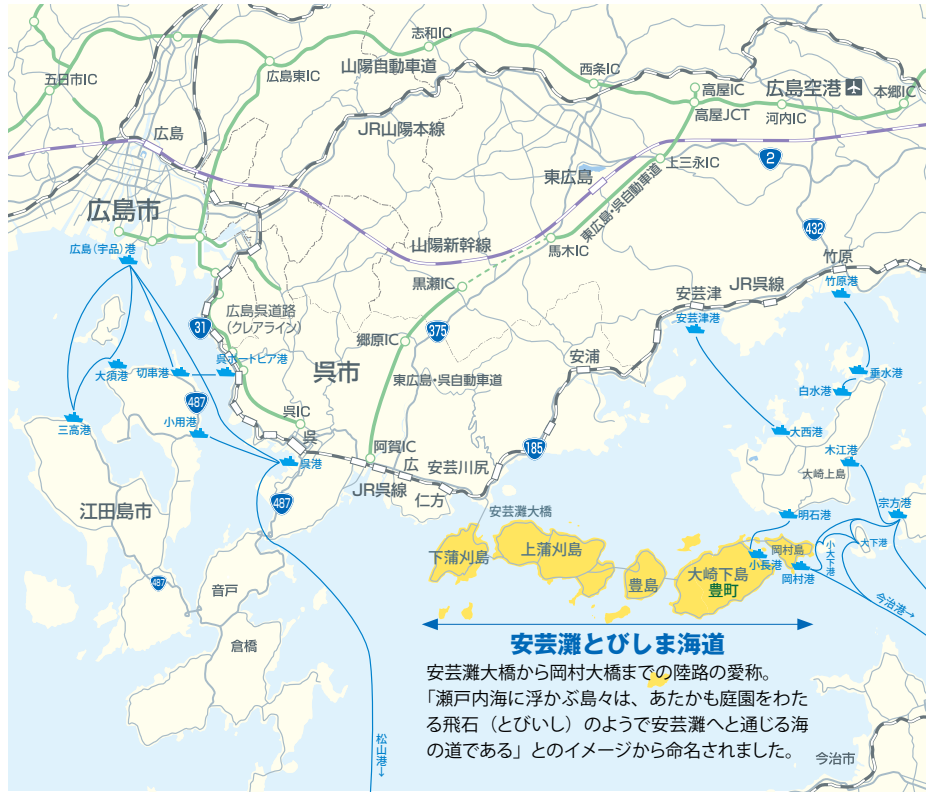 志和IC
五日市IC
広島東IC
山陽自動車道
西条IC
高屋IC
広島空港
本郷IC
高屋JCT
河内IC
広島
JR山陽本線
2
上三永IC
東広島
東広島・呉自動車道
広島市
432
広島(宇品)港
山陽新幹線
馬木IC
竹原
黒瀬IC
JR呉線
竹原港
安芸津
広島呉道路
(クレアライン)
31
375
安芸津港
郷原IC
安浦
呉ポートピア港
大須港
切串港
呉市
東広島・呉自動車道
垂水港
白水港
487
三高港
小用港
呉IC
呉
大西港
阿賀IC
広
185
木江港
呉港
安芸川尻
大崎上島
JR呉線
仁方
487
江田島市
安芸灘大橋
明石港
宗方港
下蒲刈島
上蒲刈島
小大下港
大下港
岡村島
小長港
岡村港
豊島
大崎下島
豊町
487
音戸
今治港→
倉橋
安芸灘とびしま海道
安芸灘大橋から岡村大橋までの陸路の愛称。
「瀬戸内海に浮かぶ島々は、あたかも庭園をわた
る飛石（とびいし）のようで安芸灘へと通じる海
の道である」とのイメージから命名されました。
松山港→
今治市